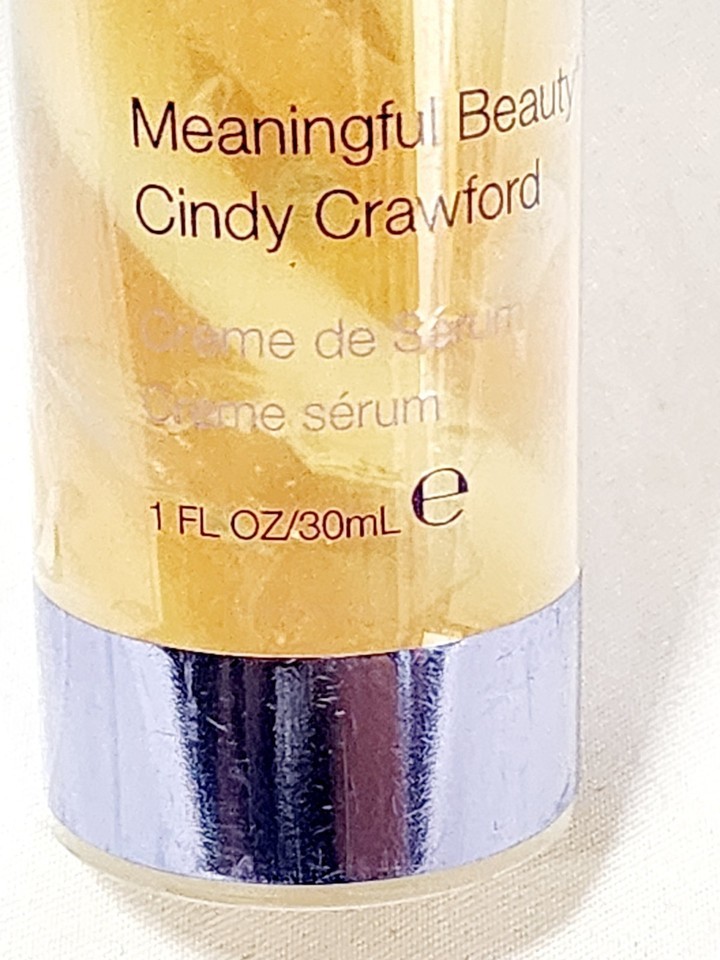 Meaningful Beauty®
Cindy Crawford
Crème de Sérum
Crème sérum
1 FL OZ/30mL ℮